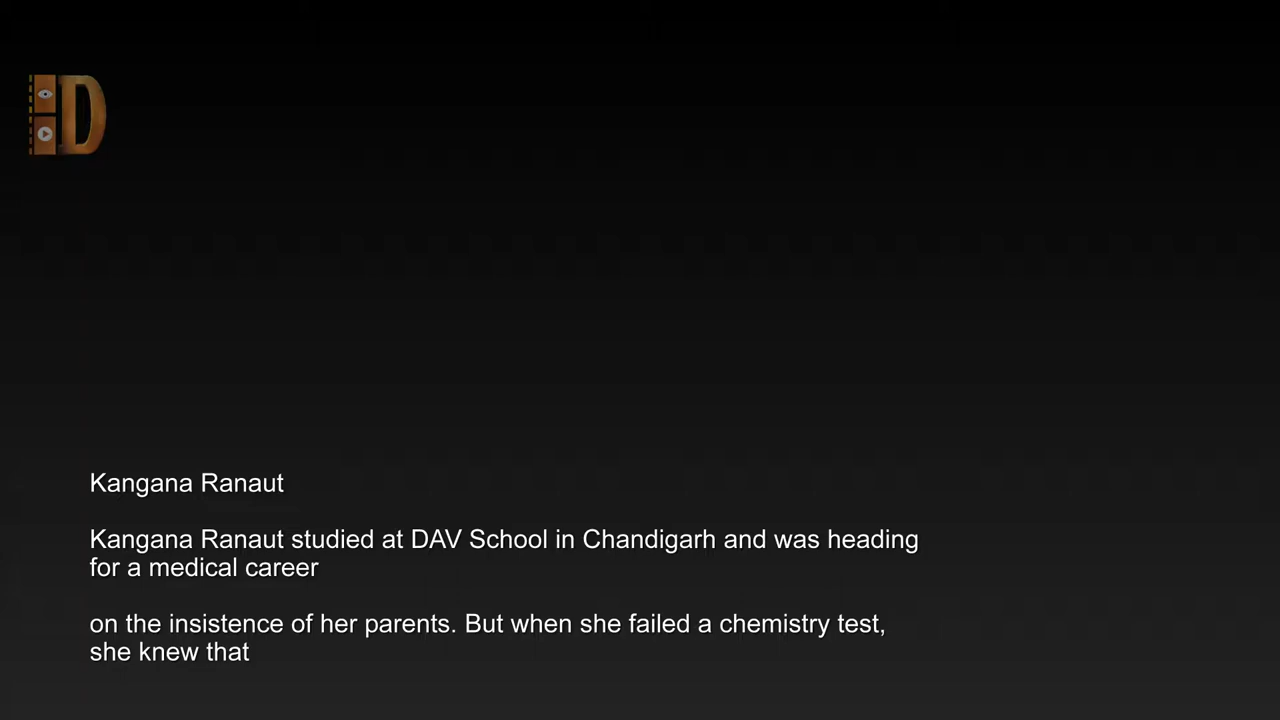 D
Kangana Ranaut
Kangana Ranaut studied at DAV School in Chandigarh and was heading
for a medical career
on the insistence of her parents. But when she failed a chemistry test,
she knew that